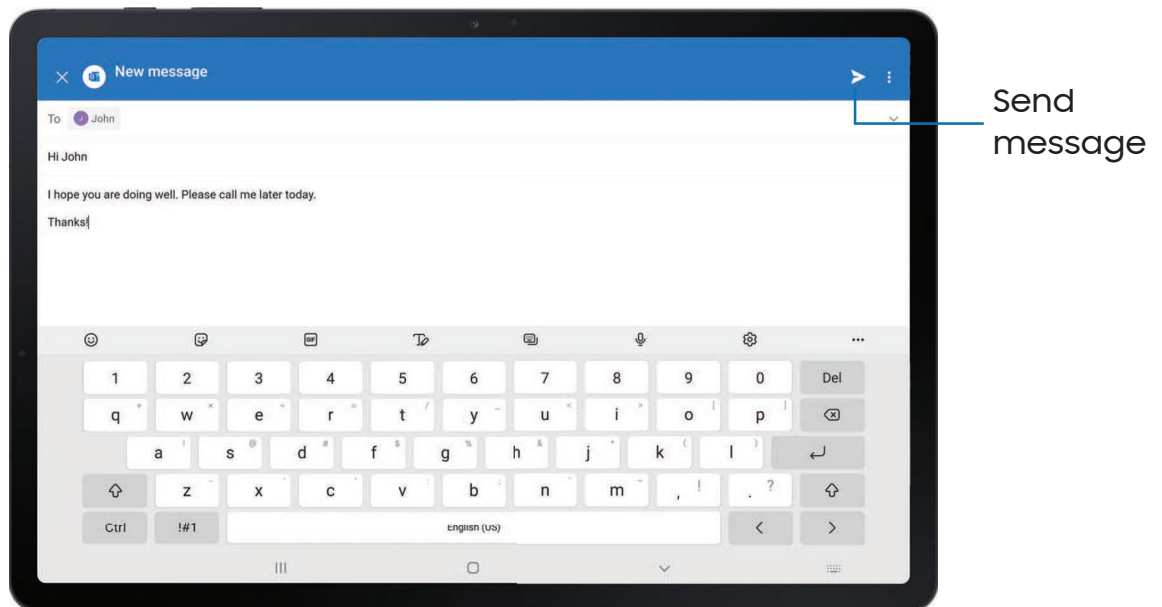 New message
To John
Hi John
I hope you are doing well. Please call me later today.
Thanks!
GIF
1 2 3 4 5 6 7 8 9 0 Del
q + w × e ÷ r = t / y _ u < i > o [ p ]
a ! s @ d # f $ g % h & j * k ( l )
z - x ' c " v : b ; n m , ! . ?
Ctrl !#1 English (US) < >
Send
message